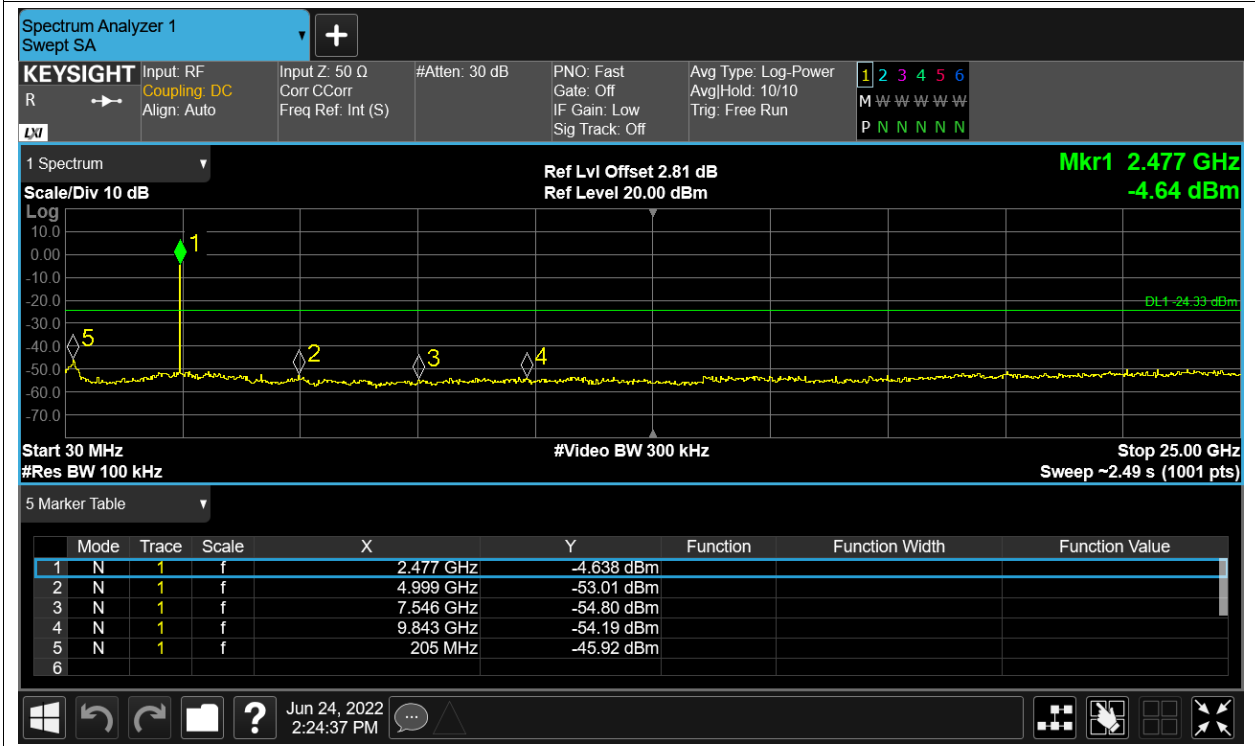 Spectrum Analyzer 1
Swept SA
+
KEYSIGHT Input: RF Input Z: 50 Ω #Atten: 30 dB PNO: Fast Avg Type: Log-Power 1 2 3 4 5 6
R Coupling: DC Corr CCorr Gate: Off Avg|Hold: 10/10 M W W W W W
Align: Auto Freq Ref: Int (S) IF Gain: Low Trig: Free Run
LXI Sig Track: Off P N N N N N
1 Spectrum Ref Lvl Offset 2.81 dB Mkr1 2.477 GHz
Scale/Div 10 dB Ref Level 20.00 dBm -4.64 dBm
Log
10.0
1
0.00
-10.0
-20.0
DL1 -24.33 dBm
-30.0
5
-40.0
2 3 4
-50.0
-60.0
-70.0
Start 30 MHz #Video BW 300 kHz Stop 25.00 GHz
#Res BW 100 kHz Sweep ~2.49 s (1001 pts)
5 Marker Table
Mode Trace Scale X Y Function Function Width Function Value
1 N 1 f 2.477 GHz -4.638 dBm
2 N 1 f 4.999 GHz -53.01 dBm
3 N 1 f 7.546 GHz -54.80 dBm
4 N 1 f 9.843 GHz -54.19 dBm
5 N 1 f 205 MHz -45.92 dBm
6
? Jun 24, 2022
2:24:37 PM